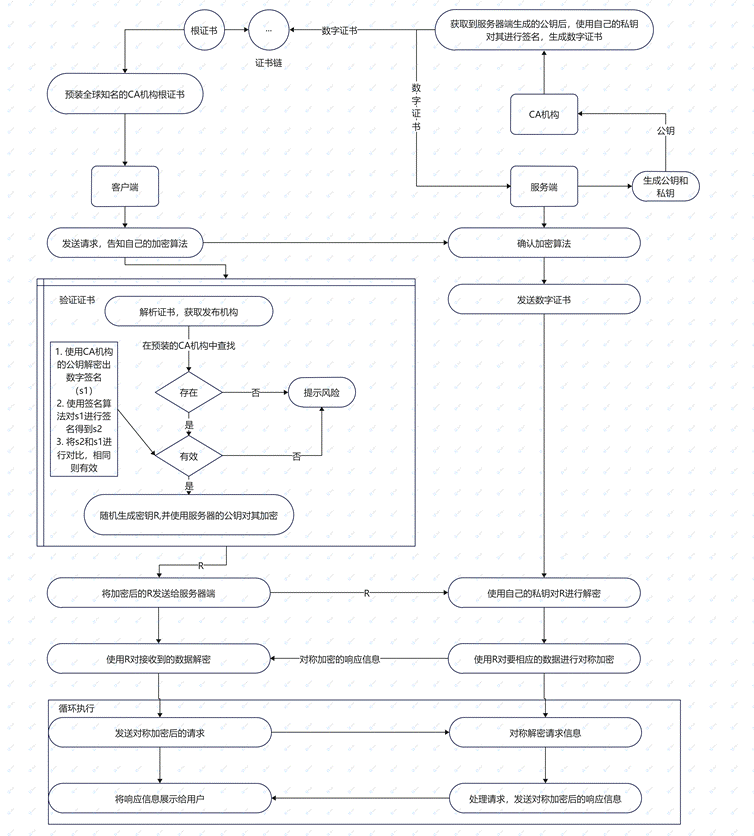 根证书
...
证书链
数字证书
获取到服务器端生成的公钥后，使用自己的私钥
对其进行签名，生成数字证书
预装全球知名的CA机构根证书
数字证书
CA机构
公钥
客户端
服务端
生成公钥和
私钥
发送请求，告知自己的加密算法
确认加密算法
发送数字证书
验证证书
解析证书，获取发布机构
在预装的CA机构中查找
1. 使用CA机构
的公钥解密出
数字签名
（s1）
2. 使用签名算
法对s1进行签
名得到s2
3. 将s2和s1进
行对比，相同
则有效
存在
否
提示风险
是
有效
否
是
随机生成密钥R,并使用服务器的公钥对其加密
R
将加密后的R发送给服务器端
R
使用自己的私钥对R进行解密
使用R对接收到的数据解密
对称加密的响应信息
使用R对要相应的数据进行对称加密
循环执行
发送对称加密后的请求
对称解密请求信息
将响应信息展示给用户
处理请求，发送对称加密后的响应信息